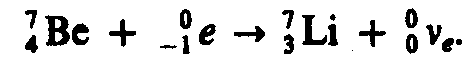 ⁷₄Be + ⁰₋₁e → ⁷₃Li + ⁰₀νₑ.